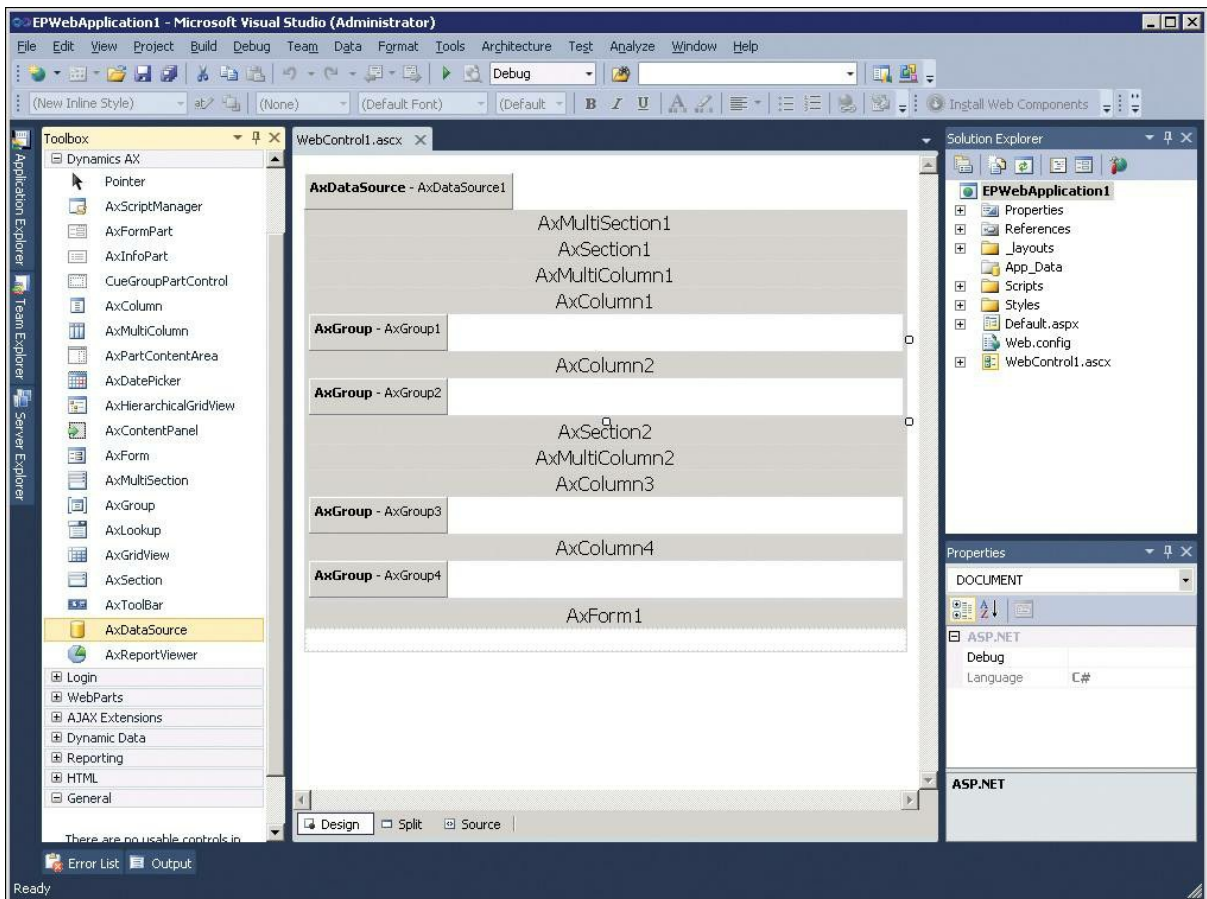 EPWebApplication1 - Microsoft Visual Studio (Administrator)
File Edit View Project Build Debug Team Data Format Tools Architecture Test Analyze Window Help
Debug
(New Inline Style) (None) (Default Font) (Default B I U A Install Web Components
Application Explorer
Team Explorer
Server Explorer
Toolbox
Dynamics AX
Pointer
AxScriptManager
AxFormPart
AxInfoPart
CueGroupPartControl
AxColumn
AxMultiColumn
AxPartContentArea
AxDatePicker
AxHierarchicalGridView
AxContentPanel
AxForm
AxMultiSection
AxGroup
AxLookup
AxGridView
AxSection
AxToolBar
AxDataSource
AxReportViewer
Login
WebParts
AJAX Extensions
Dynamic Data
Reporting
HTML
General
There are no usable controls in
WebControl1.ascx
AxDataSource - AxDataSource1
AxMultiSection1
AxSection1
AxMultiColumn1
AxColumn1
AxGroup - AxGroup1
AxColumn2
AxGroup - AxGroup2
AxSection2
AxMultiColumn2
AxColumn3
AxGroup - AxGroup3
AxColumn4
AxGroup - AxGroup4
AxForm1
Design Split Source
Solution Explorer
EPWebApplication1
Properties
References
_layouts
App_Data
Scripts
Styles
Default.aspx
Web.config
WebControl1.ascx
Properties
DOCUMENT
ASP.NET
Debug
Language C#
ASP.NET
Error List Output
Ready